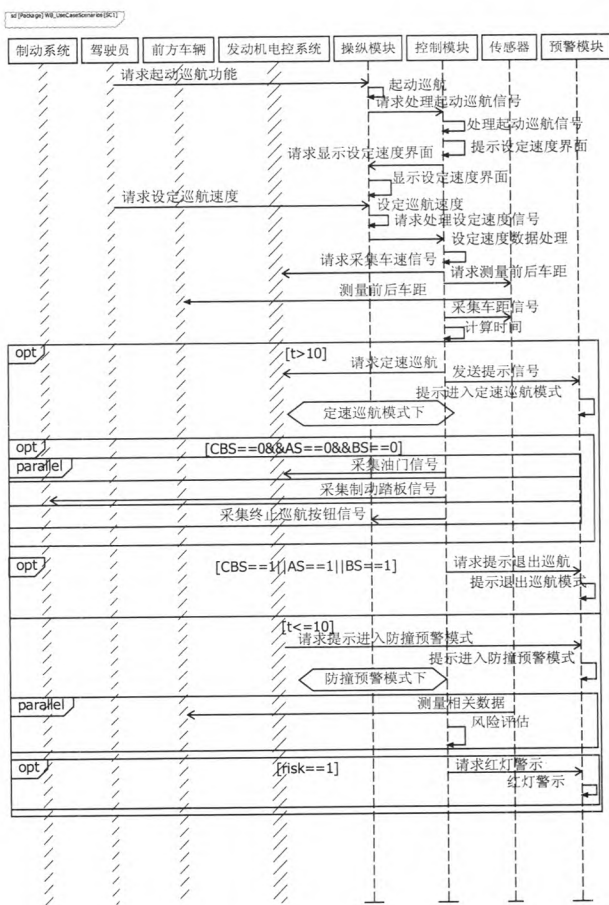 sd [Package] WB_UseCaseScenarios [SC1]
制动系统 驾驶员 前方车辆 发动机电控系统 操纵模块 控制模块 传感器 预警模块
请求起动巡航功能
起动巡航
请求处理起动巡航信号
处理起动巡航信号
提示设定速度界面
请求显示设定速度界面
显示设定速度界面
请求设定巡航速度
设定巡航速度
请求处理设定速度信号
设定速度数据处理
请求采集车速信号
请求测量前后车距
测量前后车距
采集车距信号
计算时间
opt [t>10]
请求定速巡航
发送提示信号
提示进入定速巡航模式
定速巡航模式下
opt [CBS==0&&AS==0&&BS==0]
parallel 采集油门信号
采集制动踏板信号
采集终止巡航按钮信号
opt [CBS==1||AS==1||BS==1] 请求提示退出巡航
提示退出巡航模式
[t<=10]
请求提示进入防撞预警模式
提示进入防撞预警模式
防撞预警模式下
parallel 测量相关数据
风险评估
opt [risk==1] 请求红灯警示
红灯警示